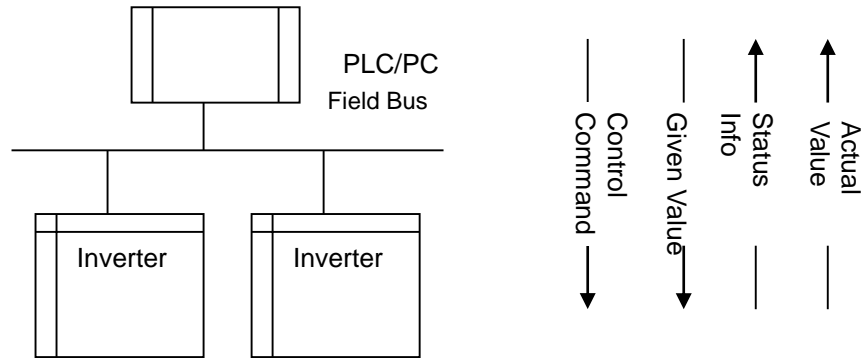 PLC/PC
Field Bus
Inverter
Inverter
Control
Command
Given Value
Status
Info
Actual
Value